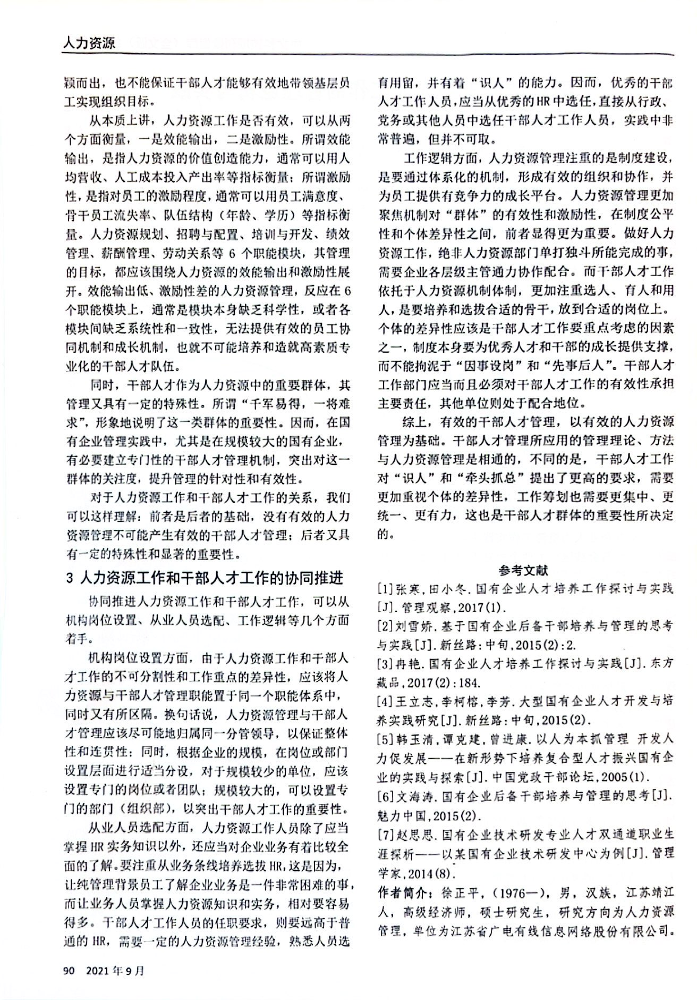 人力资源
颖而出，也不能保证干部人才能够有效地带领基层员
工实现组织目标。
从本质上讲，人力资源工作是否有效，可以从两
个方面衡量，一是效能输出，二是激励性。所谓效能
输出，是指人力资源的价值创造能力，通常可以用人
均营收、人工成本投入产出率等指标衡量；所谓激励
性，是指对员工的激励程度，通常可以用员工满意度、
骨干员工流失率、队伍结构（年龄、学历）等指标衡
量。人力资源规划、招聘与配置、培训与开发、绩效
管理、薪酬管理、劳动关系等 6 个职能模块，其管理
的目标，都应该围绕人力资源的效能输出和激励性展
开。效能输出低、激励性差的人力资源管理，反应在 6
个职能模块上，通常是模块本身缺乏科学性，或者各
模块间缺乏系统性和一致性，无法提供有效的员工协
同机制和成长机制，也就不可能培养和造就高素质专
业化的干部人才队伍。
同时，干部人才作为人力资源中的重要群体，其
管理又具有一定的特殊性。所谓“千军易得，一将难
求”，形象地说明了这一类群体的重要性。因而，在国
有企业管理实践中，尤其是在规模较大的国有企业，
有必要建立专门性的干部人才管理机制，突出对这一
群体的关注度，提升管理的针对性和有效性。
对于人力资源工作和干部人才工作的关系，我们
可以这样理解：前者是后者的基础，没有有效的人力
资源管理不可能产生有效的干部人才管理；后者又具
有一定的特殊性和显著的重要性。
3 人力资源工作和干部人才工作的协同推进
协同推进人力资源工作和干部人才工作，可以从
机构岗位设置、从业人员选配、工作逻辑等几个方面
着手。
机构岗位设置方面，由于人力资源工作和干部人
才工作的不可分割性和工作重点的差异性，应该将人
力资源与干部人才管理职能置于同一个职能体系中，
同时又有所区隔。换句话说，人力资源管理与干部人
才管理应该尽可能地归属同一分管领导，以保证整体
性和连贯性；同时，根据企业的规模，在岗位或部门
设置层面进行适当分设，对于规模较少的单位，应该
设置专门的岗位或者团队；规模较大的，可以设置专
门的部门（组织部），以突出干部人才工作的重要性。
从业人员选配方面，人力资源工作人员除了应当
掌握 HR 实务知识以外，还应当对企业业务有着比较全
面的了解。要注重从业务条线培养选拔 HR，这是因为，
让纯管理背景员工了解企业业务是一件非常困难的事，
而让业务人员掌握人力资源知识和实务，相对要容易
得多。干部人才工作人员的任职要求，则要远高于普
通的 HR，需要一定的人力资源管理经验，熟悉人员选
育用留，并有着“识人”的能力。因而，优秀的干部
人才工作人员，应当从优秀的HR中选任，直接从行政、
党务或其他人员中选任干部人才工作人员，实践中非
常普遍，但并不可取。
工作逻辑方面，人力资源管理注重的是制度建设，
是要通过体系化的机制，形成有效的组织和协作，并
为员工提供有竞争力的成长平台。人力资源管理更加
聚焦机制对“群体”的有效性和激励性，在制度公平
性和个体差异性之间，前者显得更为重要。做好人力
资源工作，绝非人力资源部门单打独斗所能完成的事，
需要企业各层级主管通力协作配合。而干部人才工作
依托于人力资源机制体制，更加注重选人、育人和用
人，是要培养和选拔合适的骨干，放到合适的岗位上。
个体的差异性应该是干部人才工作要重点考虑的因素
之一，制度本身要为优秀人才和干部的成长提供支撑，
而不能拘泥于“因事设岗”和“先事后人”。干部人才
工作部门应当而且必须对干部人才工作的有效性承担
主要责任，其他单位则处于配合地位。
综上，有效的干部人才管理，以有效的人力资源
管理为基础。干部人才管理所应用的管理理论、方法
与人力资源管理是相通的，不同的是，干部人才工作
对“识人”和“牵头抓总”提出了更高的要求，需要
更加重视个体的差异性，工作筹划也需要更集中、更
统一、更有力，这也是干部人才群体的重要性所决定
的。
参考文献
[1]张寒,田小冬.国有企业人才培养工作探讨与实践
[J].管理观察,2017(1).
[2]刘雪娇.基于国有企业后备干部培养与管理的思考
与实践[J].新丝路:中旬,2015(2):2.
[3]冉艳.国有企业人才培养工作探讨与实践[J].东方
藏品,2017(2):184.
[4]王立志,李柯榕,李芳.大型国有企业人才开发与培
养实践研究[J].新丝路:中旬,2015(2).
[5]韩玉清,谭克建,曾进康.以人为本抓管理 开发人
力促发展——在新形势下培养复合型人才振兴国有企
业的实践与探索[J].中国党政干部论坛,2005(1).
[6]文海涛.国有企业后备干部培养与管理的思考[J].
魅力中国,2015(2).
[7]赵思思.国有企业技术研发专业人才双通道职业生
涯探析——以某国有企业技术研发中心为例[J].管理
学家,2014(8).
作者简介：徐正平，（1976—），男，汉族，江苏靖江
人，高级经济师，硕士研究生，研究方向为人力资源
管理，单位为江苏省广电有线信息网络股份有限公司。
90 2021 年 9 月